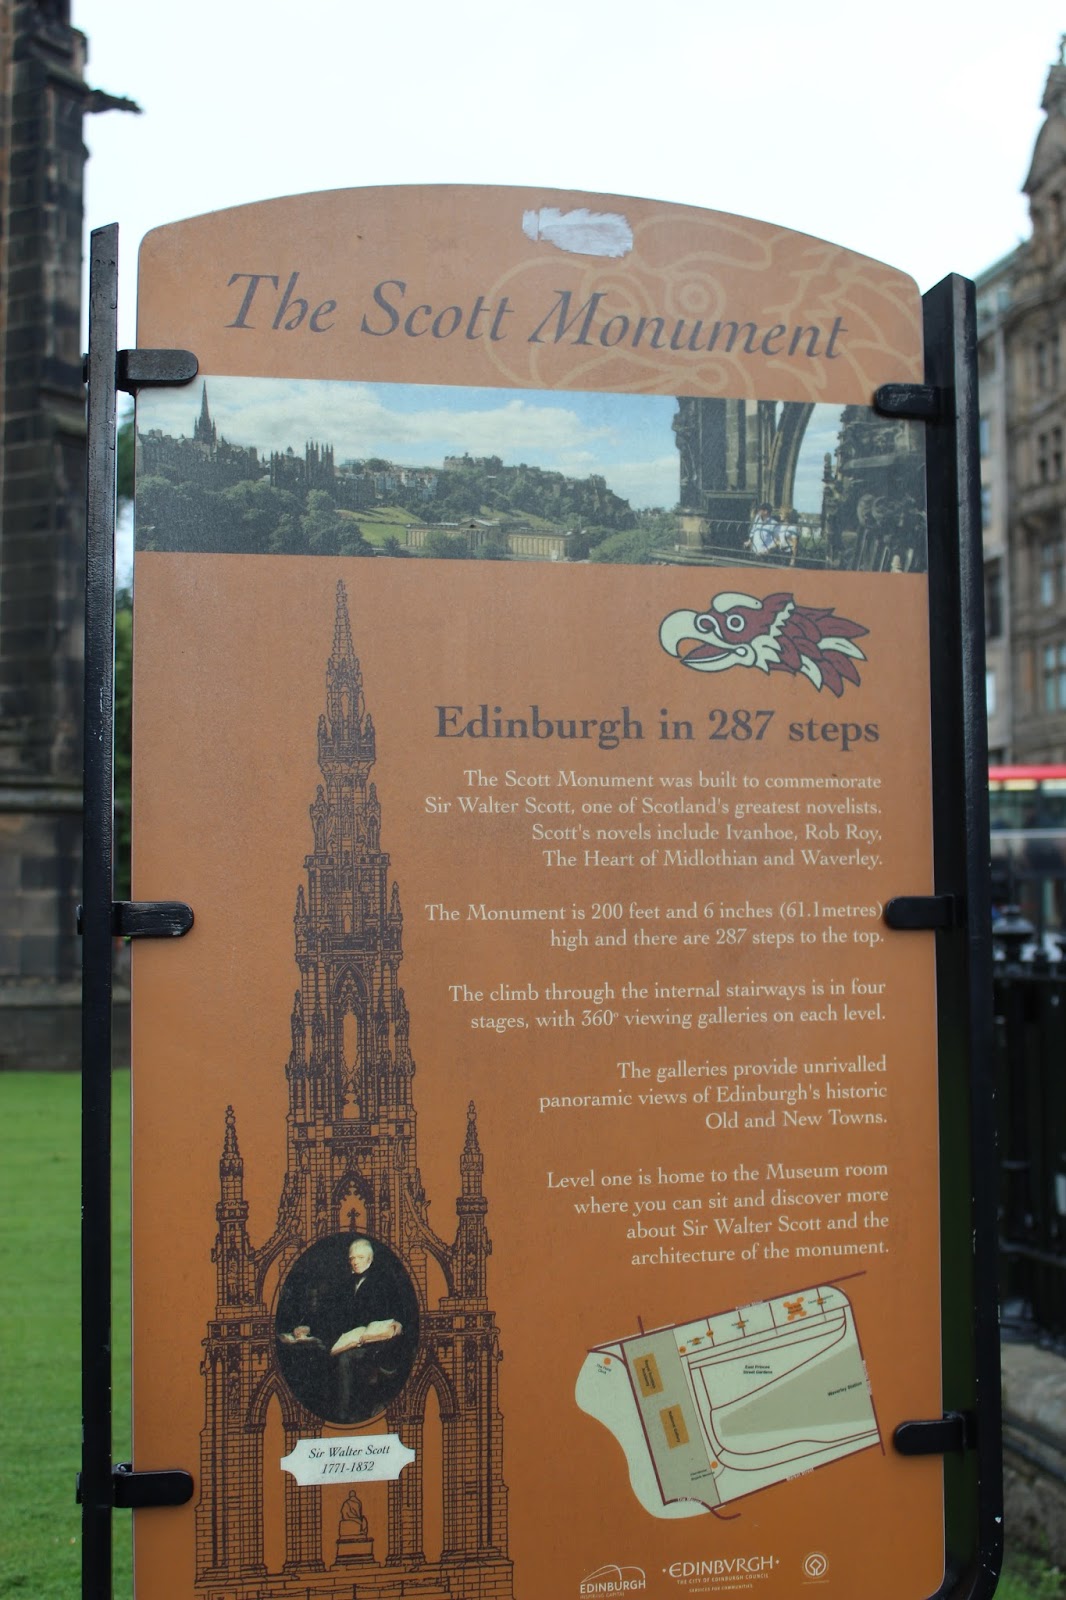 The Scott Monument
Edinburgh in 287 steps
The Scott Monument was built to commemorate
Sir Walter Scott, one of Scotland's greatest novelists.
Scott's novels include Ivanhoe, Rob Roy,
The Heart of Midlothian and Waverley.
The Monument is 200 feet and 6 inches (61.1metres)
high and there are 287 steps to the top.
The climb through the internal stairways is in four
stages, with 360° viewing galleries on each level.
The galleries provide unrivalled
panoramic views of Edinburgh's historic
Old and New Towns.
Level one is home to the Museum room
where you can sit and discover more
about Sir Walter Scott and the
architecture of the monument.
Sir Walter Scott
1771-1832
East Princes
Street Gardens
Waverley Station
The Mound
EDINBURGH
INSPIRING CAPITAL
·EDINBVRGH·
THE CITY OF EDINBURGH COUNCIL
SERVICES FOR COMMUNITIES